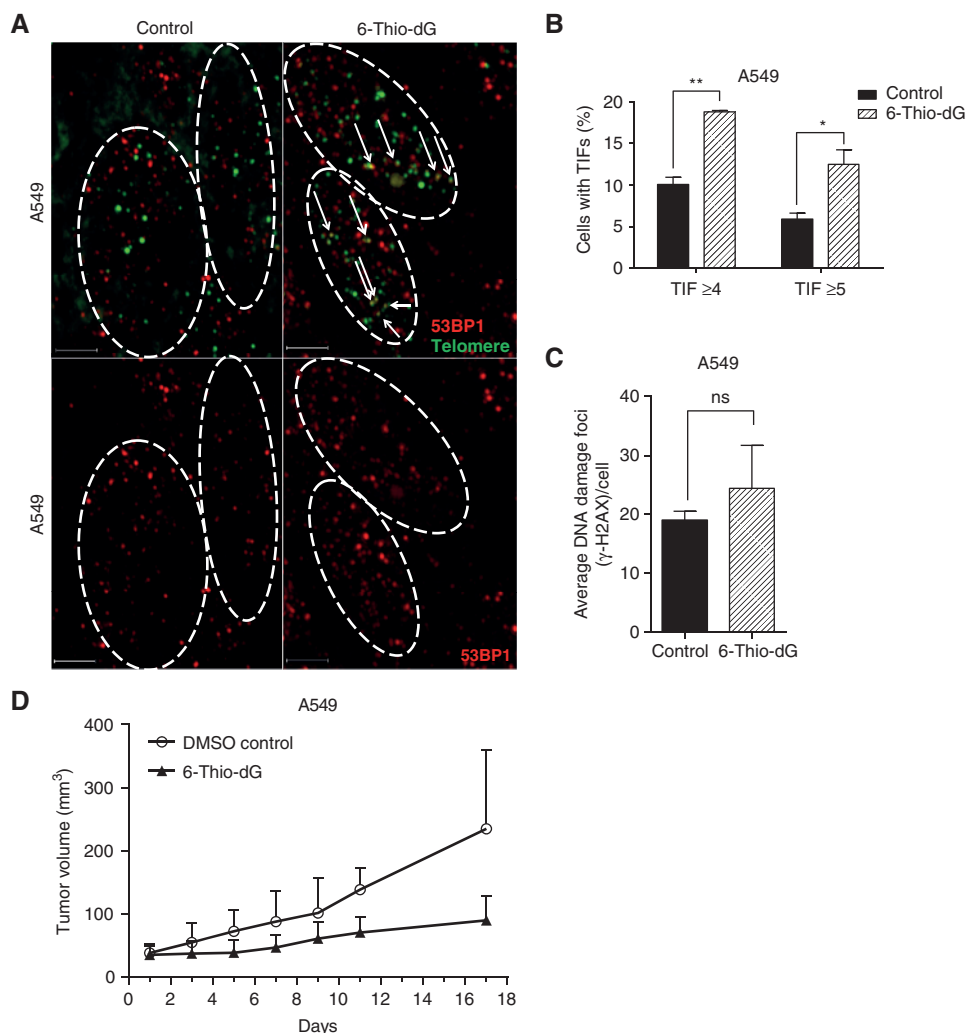 A
Control
6-Thio-dG
A549
53BP1
Telomere
A549
53BP1
B
A549
**
*
Control
6-Thio-dG
Cells with TIFs (%)
20
15
10
5
0
TIF ≥4
TIF ≥5
C
A549
ns
Average DNA damage foci
(γ-H2AX)/cell
40
30
20
10
0
Control
6-Thio-dG
D
A549
DMSO control
6-Thio-dG
Tumor volume (mm³)
400
300
200
100
0
0 2 4 6 8 10 12 14 16 18
Days